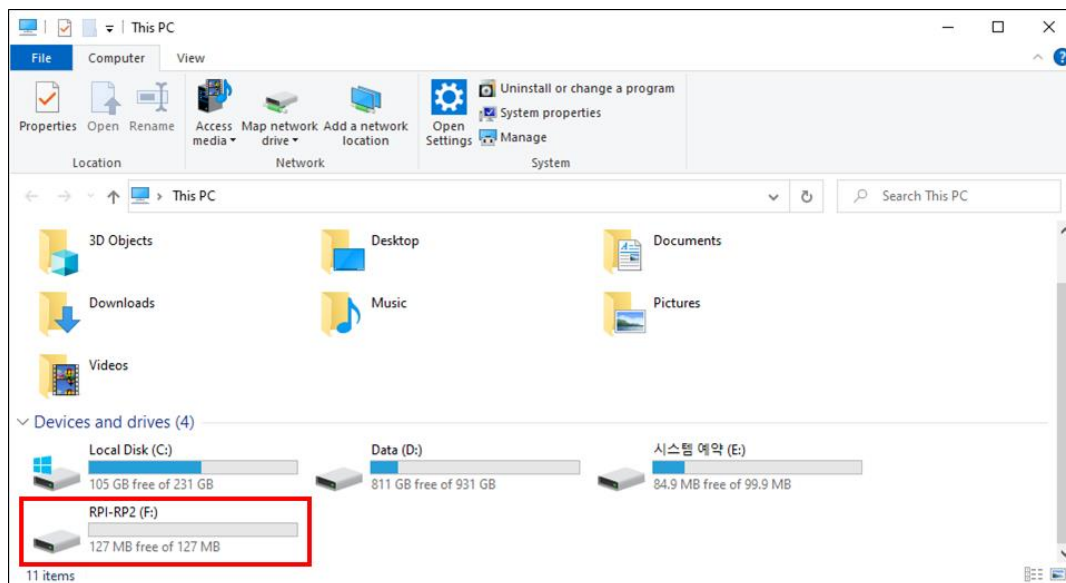 This PC
File Computer View
Properties Open Rename
Location
Access media Map network drive Add a network location
Network
Open Settings
Uninstall or change a program
System properties
Manage
System
This PC
Search This PC
3D Objects Desktop Documents
Downloads Music Pictures
Videos
Devices and drives (4)
Local Disk (C:) Data (D:) 시스템 예약 (E:)
105 GB free of 231 GB 811 GB free of 931 GB 84.9 MB free of 99.9 MB
RPI-RP2 (F:)
127 MB free of 127 MB
11 items